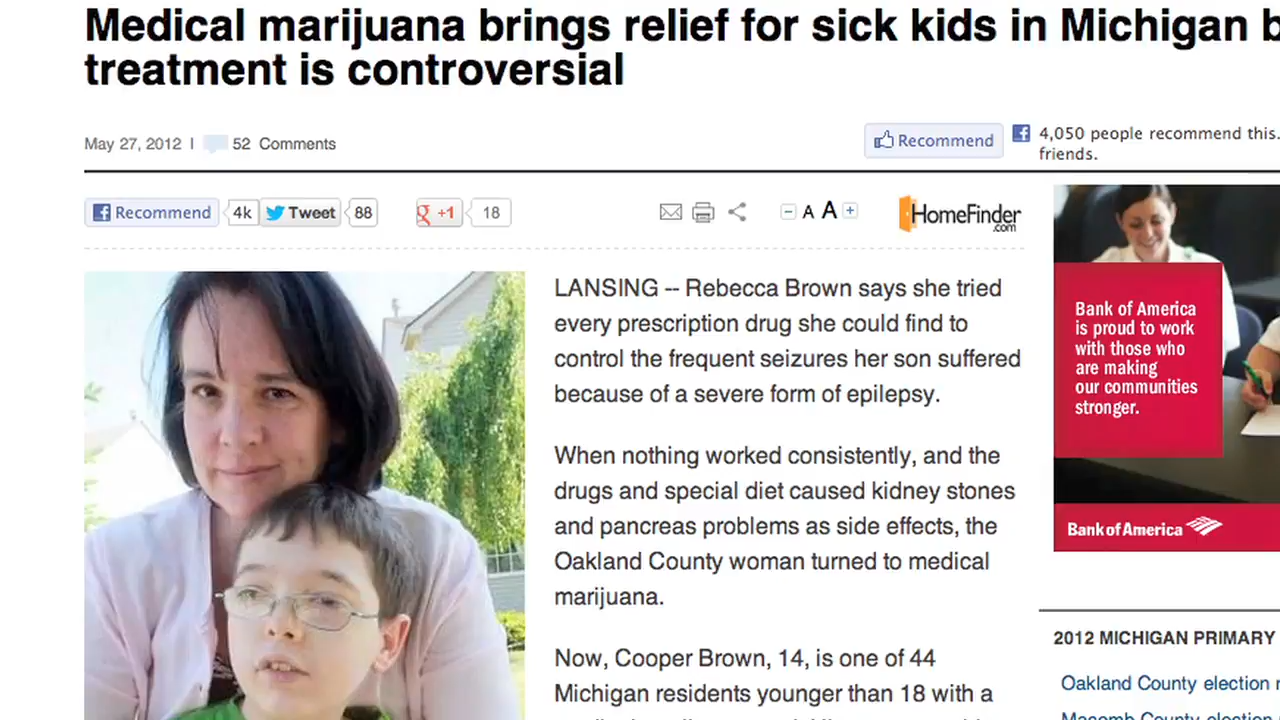 Medical marijuana brings relief for sick kids in Michigan
treatment is controversial
May 27, 2012 | 52 Comments
Recommend
4,050 people recommend this.
friends.
Recommend 4k Tweet 88 +1 18
- A A +
HomeFinder
.com
LANSING -- Rebecca Brown says she tried
every prescription drug she could find to
control the frequent seizures her son suffered
because of a severe form of epilepsy.
When nothing worked consistently, and the
drugs and special diet caused kidney stones
and pancreas problems as side effects, the
Oakland County woman turned to medical
marijuana.
Now, Cooper Brown, 14, is one of 44
Michigan residents younger than 18 with a
Bank of America
is proud to work
with those who
are making
our communities
stronger.
Bank of America
2012 MICHIGAN PRIMARY
Oakland County election
Macomb County election